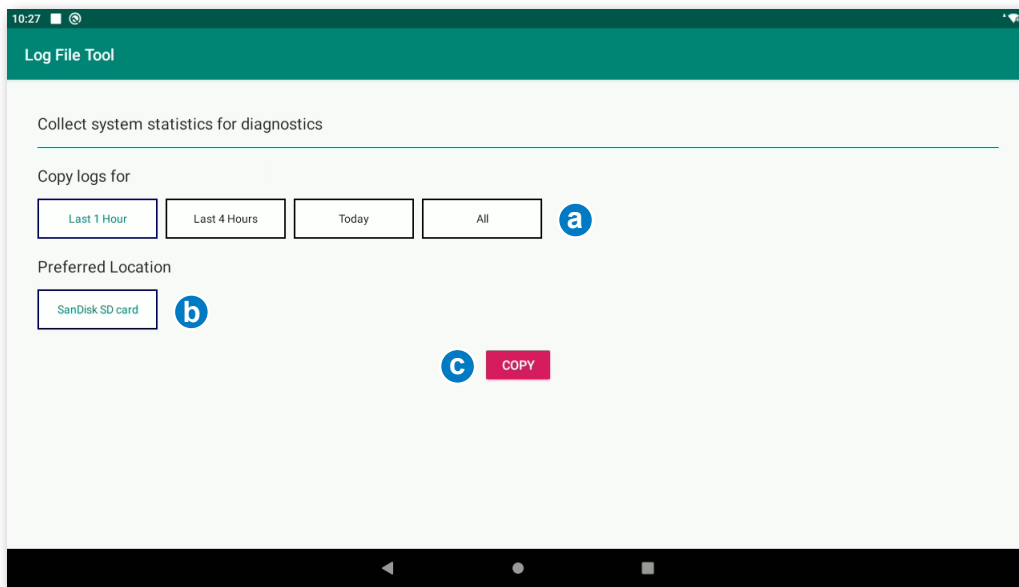 10:27
Log File Tool
Collect system statistics for diagnostics
Copy logs for
Last 1 Hour Last 4 Hours Today All a
Preferred Location
SanDisk SD card b
c COPY